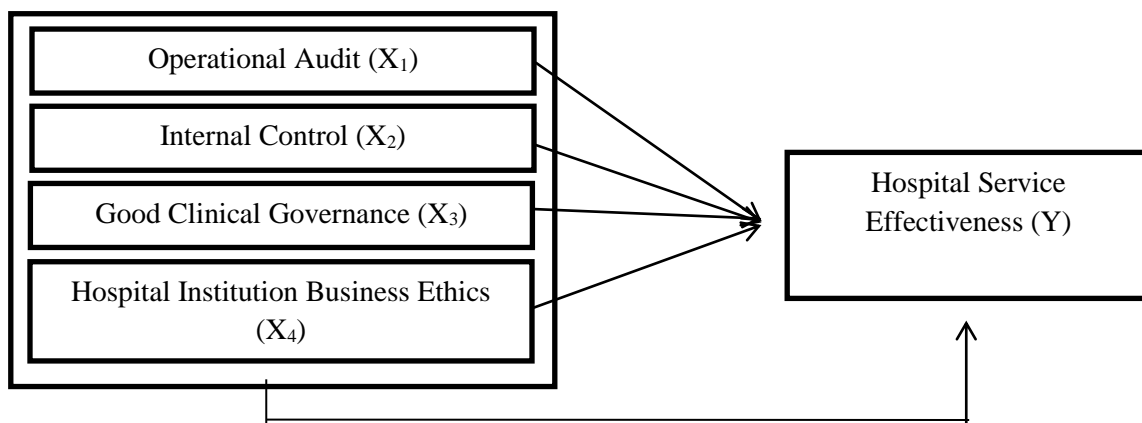 Operational Audit (X₁)
Internal Control (X₂)
Good Clinical Governance (X₃)
Hospital Institution Business Ethics
(X₄)
Hospital Service
Effectiveness (Y)